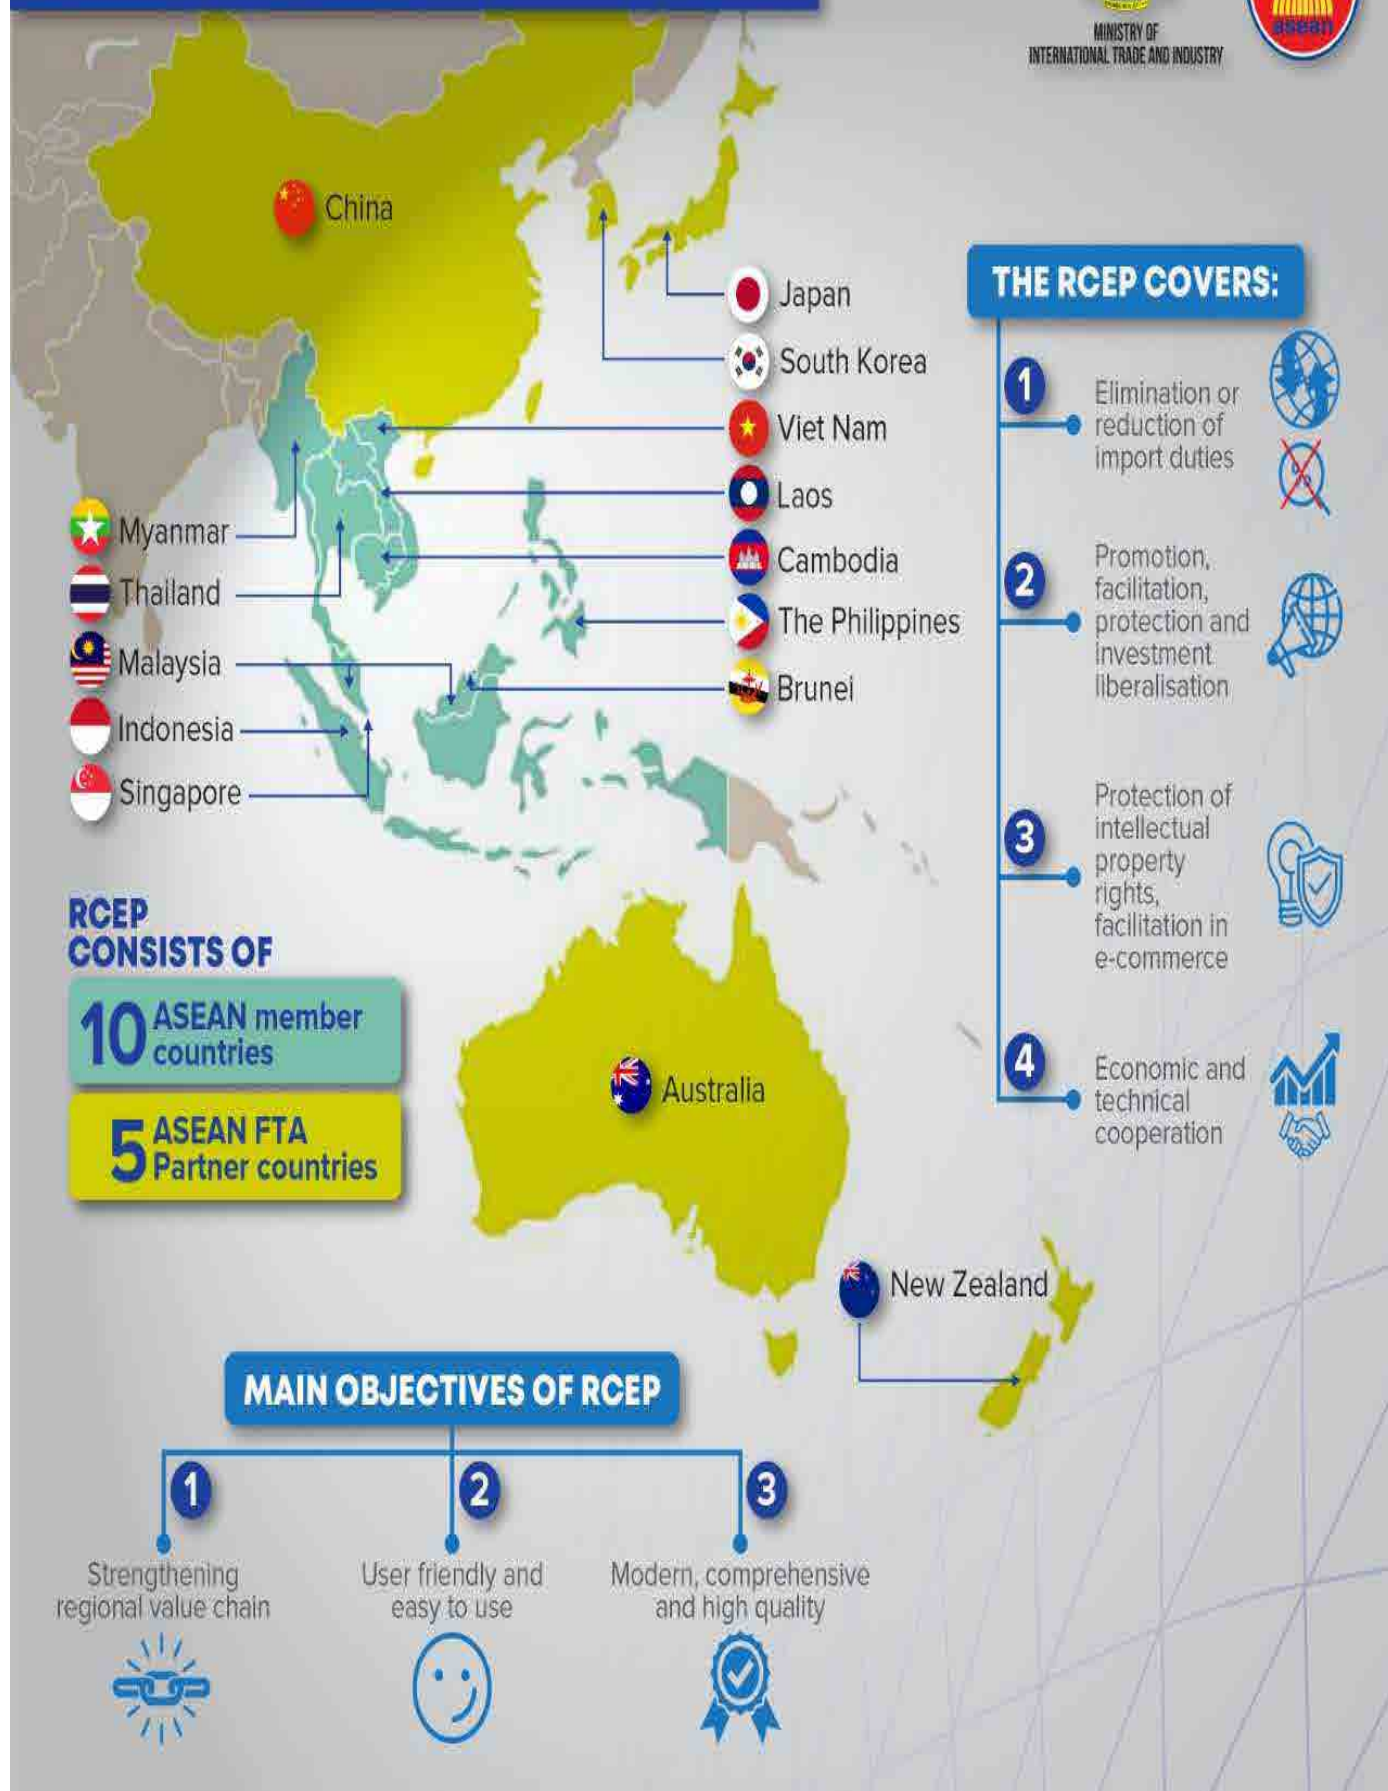 MINISTRY OF
INTERNATIONAL TRADE AND INDUSTRY
asean
China
Japan
South Korea
Viet Nam
Laos
Cambodia
The Philippines
Brunei
Myanmar
Thailand
Malaysia
Indonesia
Singapore
THE RCEP COVERS:
1
Elimination or
reduction of
import duties
2
Promotion,
facilitation,
protection and
investment
liberalisation
3
Protection of
intellectual
property
rights,
facilitation in
e-commerce
4
Economic and
technical
cooperation
RCEP
CONSISTS OF
10 ASEAN member
countries
5 ASEAN FTA
Partner countries
Australia
New Zealand
MAIN OBJECTIVES OF RCEP
1
Strengthening
regional value chain
2
User friendly and
easy to use
3
Modern, comprehensive
and high quality